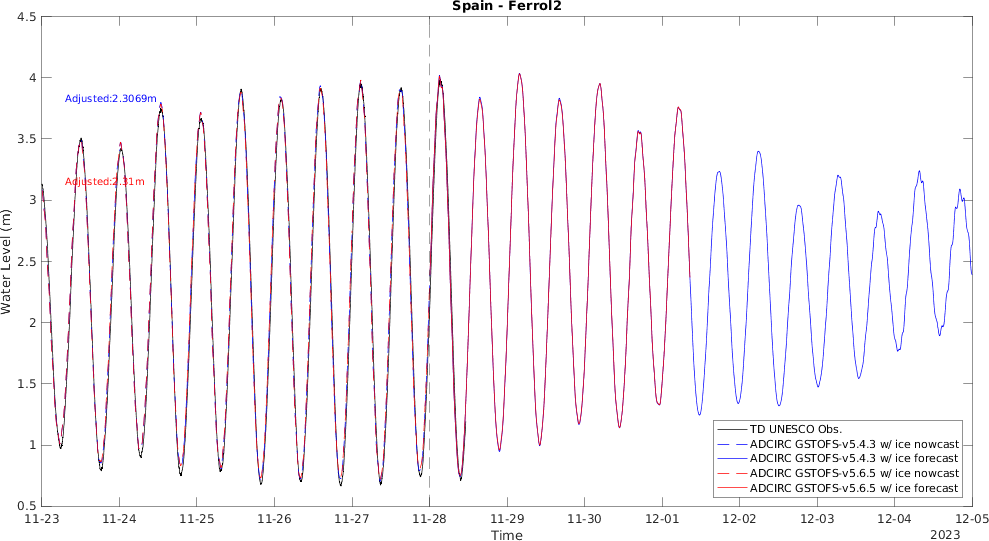 Spain - Ferrol2
4.5
4
3.5
3
2.5
2
1.5
1
0.5
Water Level (m)
Adjusted:2.3069m
Adjusted:2.31m
TD UNESCO Obs.
ADCIRC GSTOFS-v5.4.3 w/ ice nowcast
ADCIRC GSTOFS-v5.4.3 w/ ice forecast
ADCIRC GSTOFS-v5.6.5 w/ ice nowcast
ADCIRC GSTOFS-v5.6.5 w/ ice forecast
11-23 11-24 11-25 11-26 11-27 11-28 11-29 11-30 12-01 12-02 12-03 12-04 12-05
Time
2023